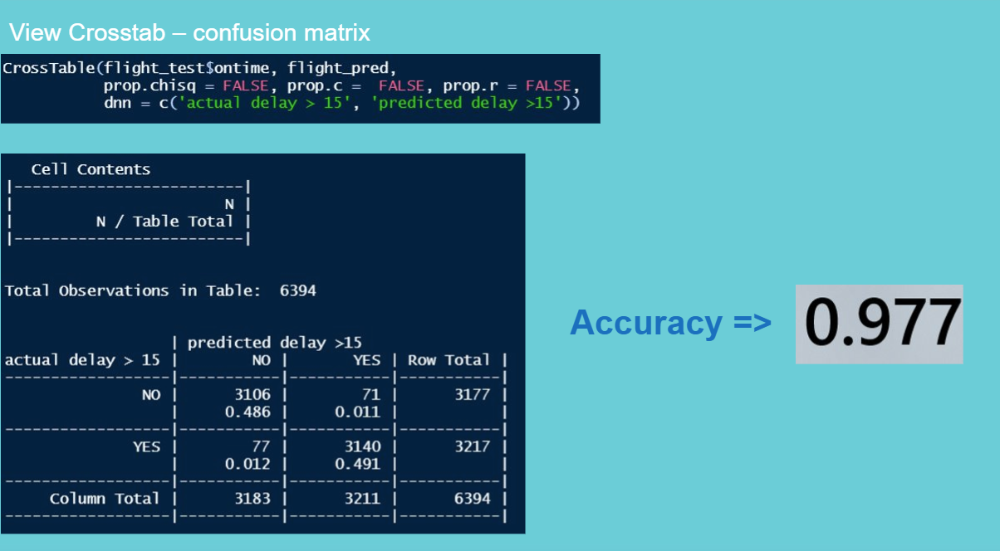 View Crosstab – confusion matrix
CrossTable(flight_test$ontime, flight_pred,
prop.chisq = FALSE, prop.c =  FALSE, prop.r = FALSE,
dnn = c('actual delay > 15', 'predicted delay >15'))
Cell Contents
|-------------------------|
|                       N |
|         N / Table Total |
|-------------------------|
Total Observations in Table:  6394
| predicted delay >15
actual delay > 15 |        NO |       YES | Row Total |
------------------|-----------|-----------|-----------|
NO |      3106 |        71 |      3177 |
|     0.486 |     0.011 |           |
------------------|-----------|-----------|-----------|
YES |        77 |      3140 |      3217 |
|     0.012 |     0.491 |           |
------------------|-----------|-----------|-----------|
Column Total |      3183 |      3211 |      6394 |
------------------|-----------|-----------|-----------|
Accuracy => 0.977